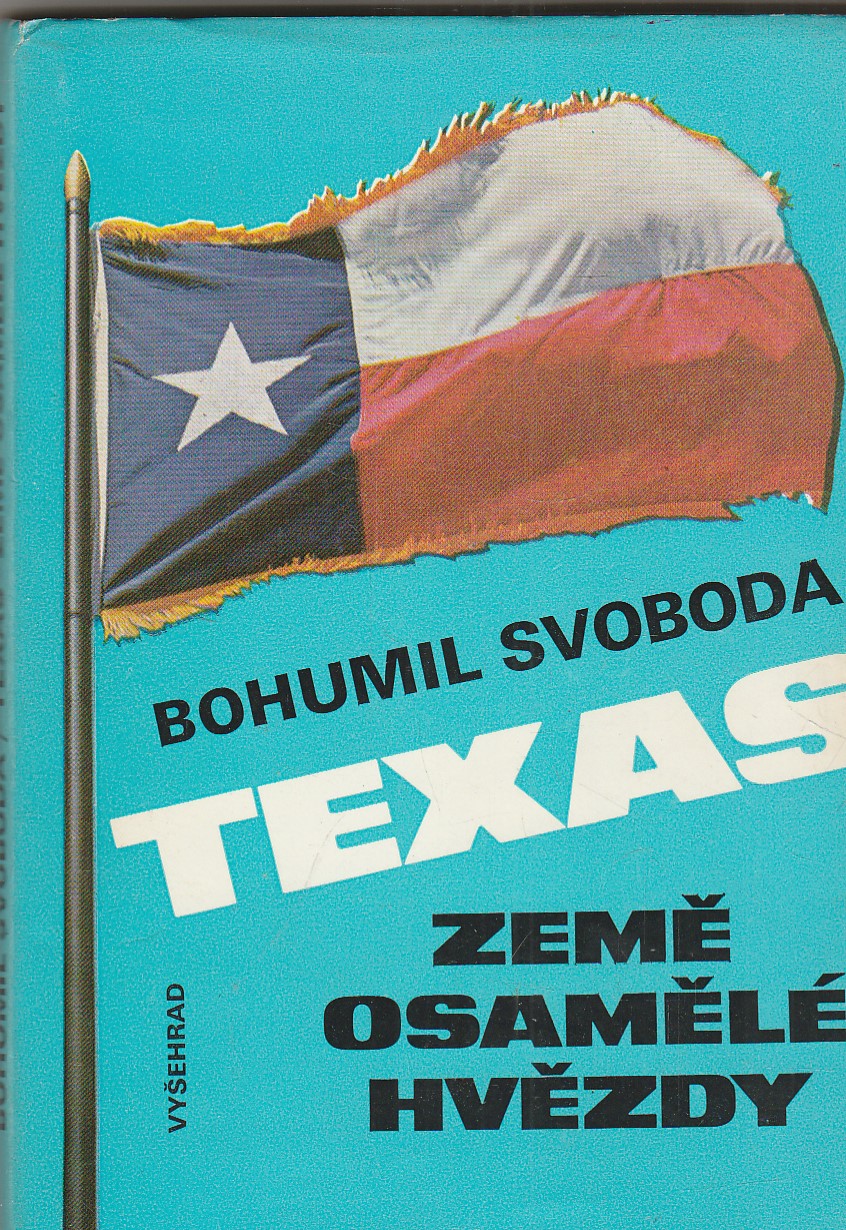 BOHUMIL SVOBODA
TEXAS
ZEMĚ
OSAMĚLÉ
HVĚZDY
VYŠEHRAD